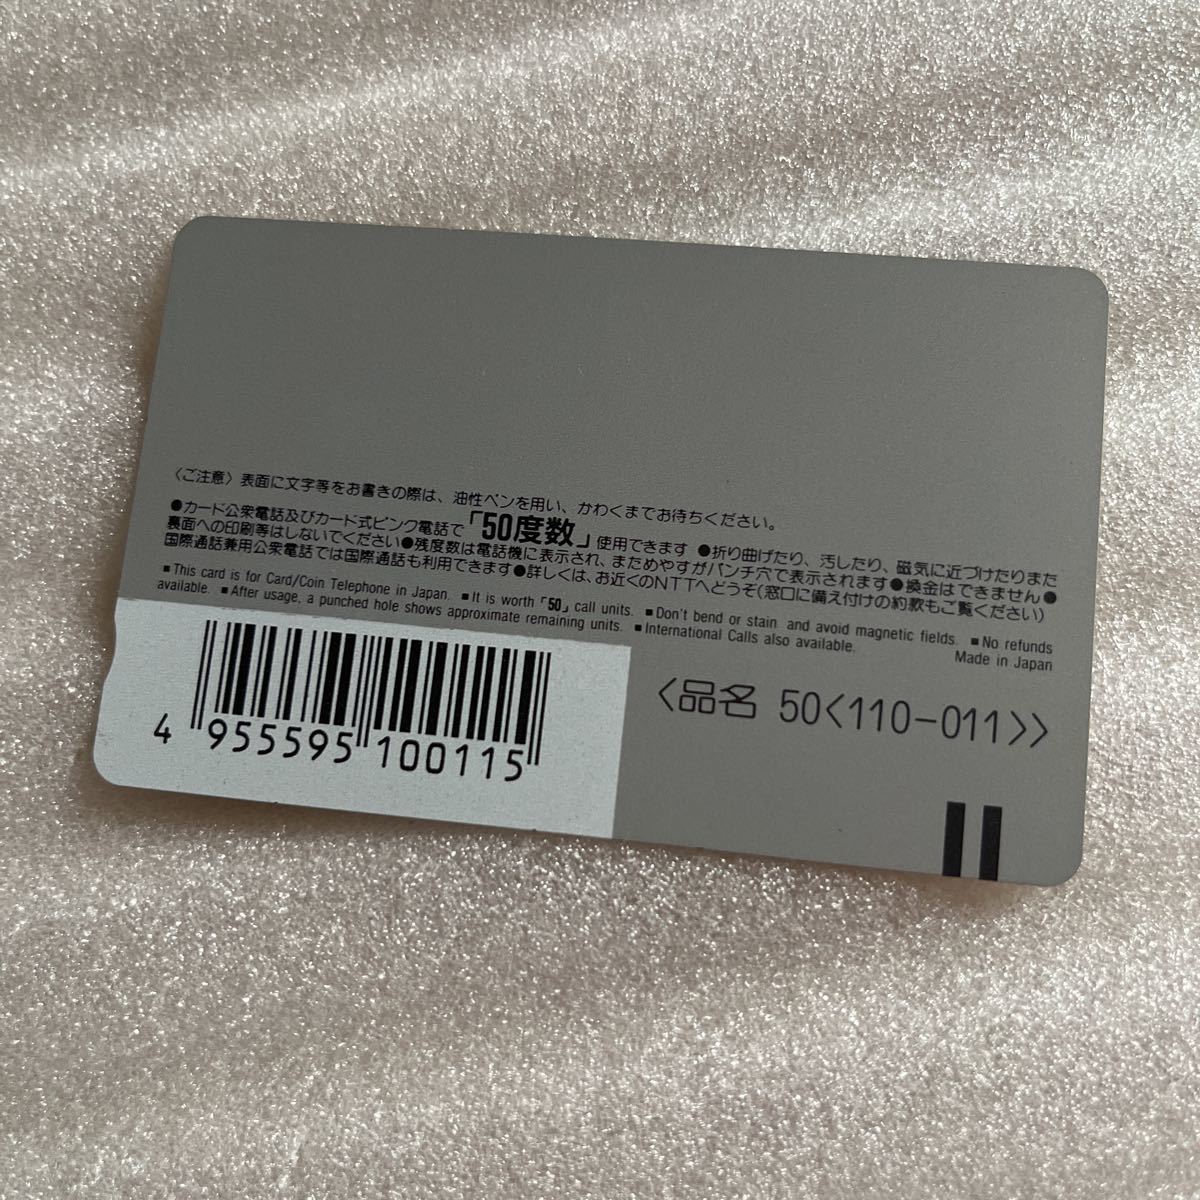 〈ご注意〉表面に文字等をお書きの際は、油性ペンを用い、かわくまでお待ちください。
●カード公衆電話及びカード式ピンク電話で「50度数」使用できます ●折り曲げたり、汚したり、磁気に近づけたりまた
裏面への印刷等はしないでください●残度数は電話機に表示され、まためやすがパンチ穴で表示されます●換金はできません●
国際通話兼用公衆電話では国際通話も利用できます●詳しくは、お近くのNTTへどうぞ(窓口に備え付けの約款もご覧ください)
■This card is for Card/Coin Telephone in Japan. ■It is worth「50」call units. ■Don't bend or stain and avoid magnetic fields. ■No refunds
available. ■After usage, a punched hole shows approximate remaining units. ■International Calls also available. Made in Japan
〈品名 50〈110-011〉〉
4 955595 100115